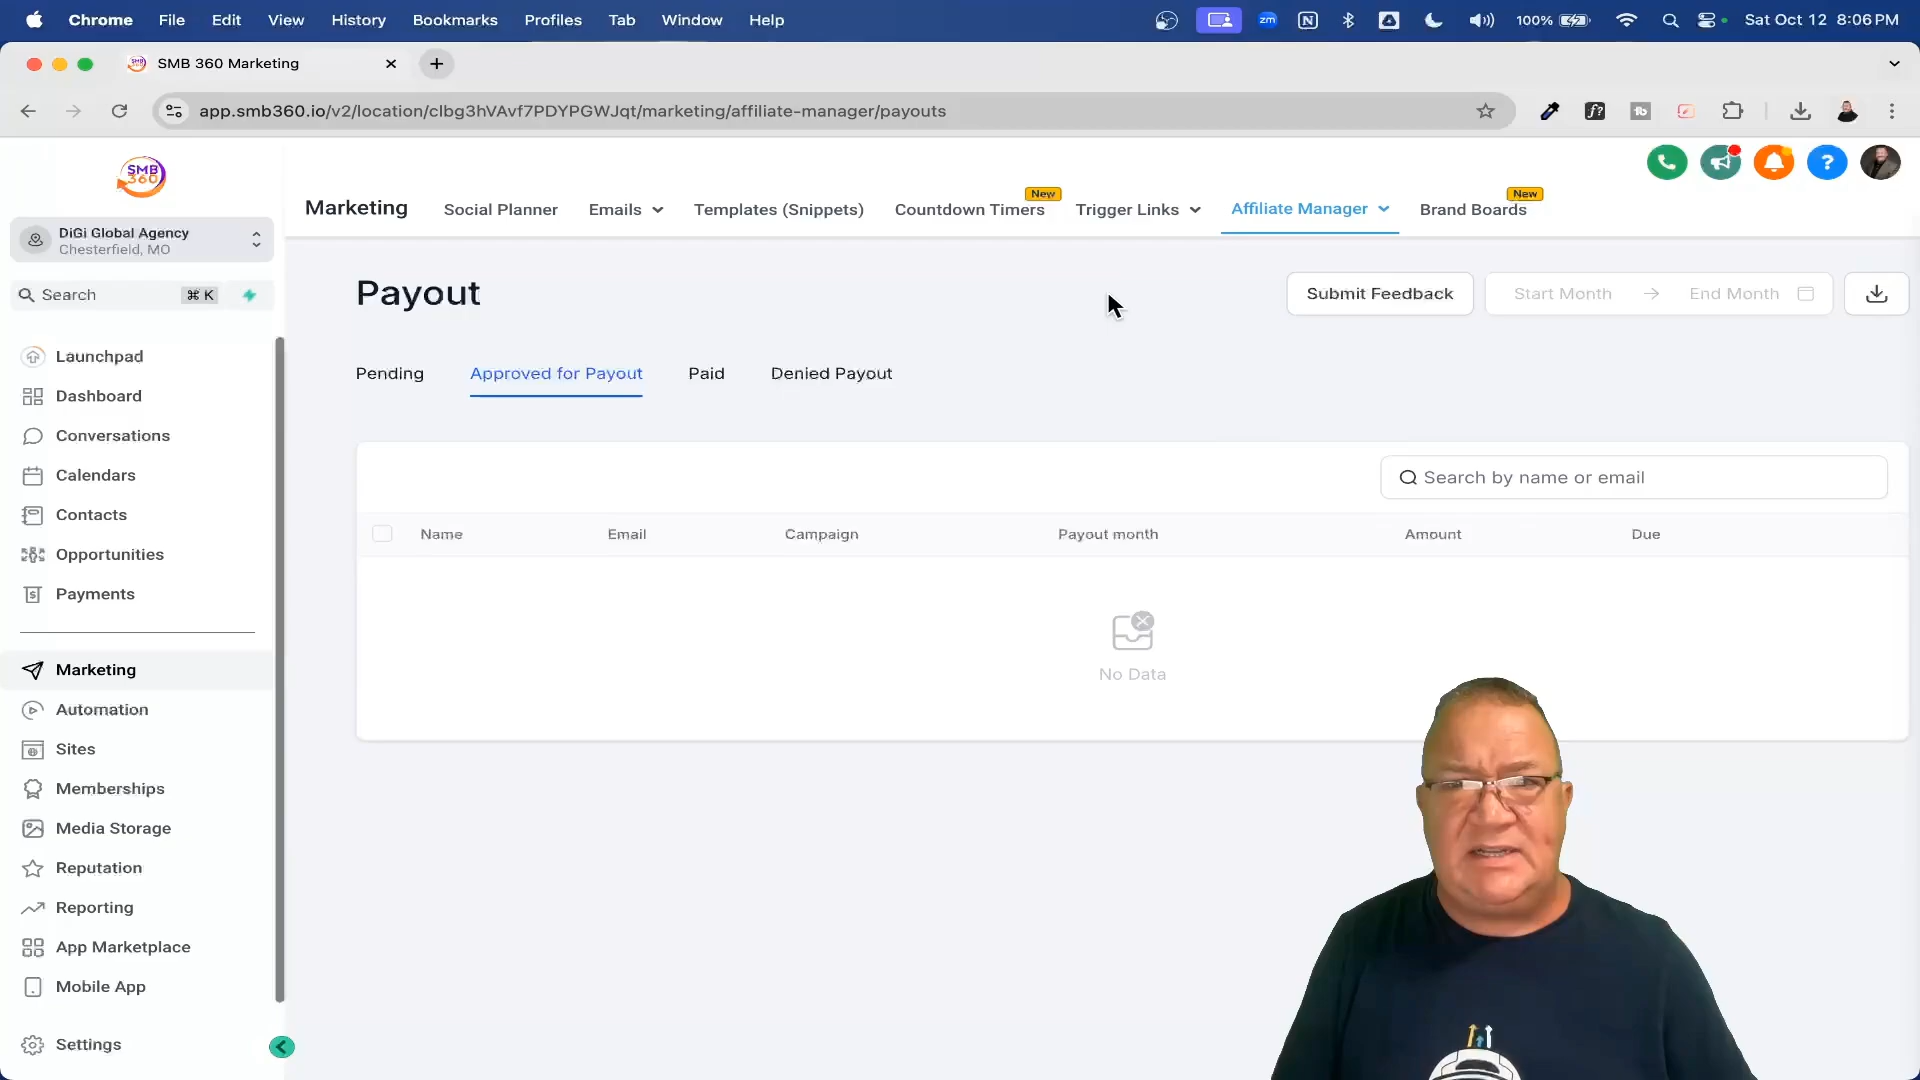 Chrome File Edit View History Bookmarks Profiles Tab Window Help
zm
100%
Sat Oct 12 8:06 PM
SMB 360 Marketing
app.smb360.io/v2/location/clbg3hVAvf7PDYPGWJqt/marketing/affiliate-manager/payouts
f?
SMB
360
DiGi Global Agency
Chesterfield, MO
Search ⌘ K
Launchpad
Dashboard
Conversations
Calendars
Contacts
Opportunities
Payments
Marketing
Automation
Sites
Memberships
Media Storage
Reputation
Reporting
App Marketplace
Mobile App
Settings
New
New
Marketing Social Planner Emails Templates (Snippets) Countdown Timers Trigger Links Affiliate Manager Brand Boards
Payout
Submit Feedback
Start Month → End Month
Pending Approved for Payout Paid Denied Payout
Search by name or email
Name Email Campaign Payout month Amount Due
No Data